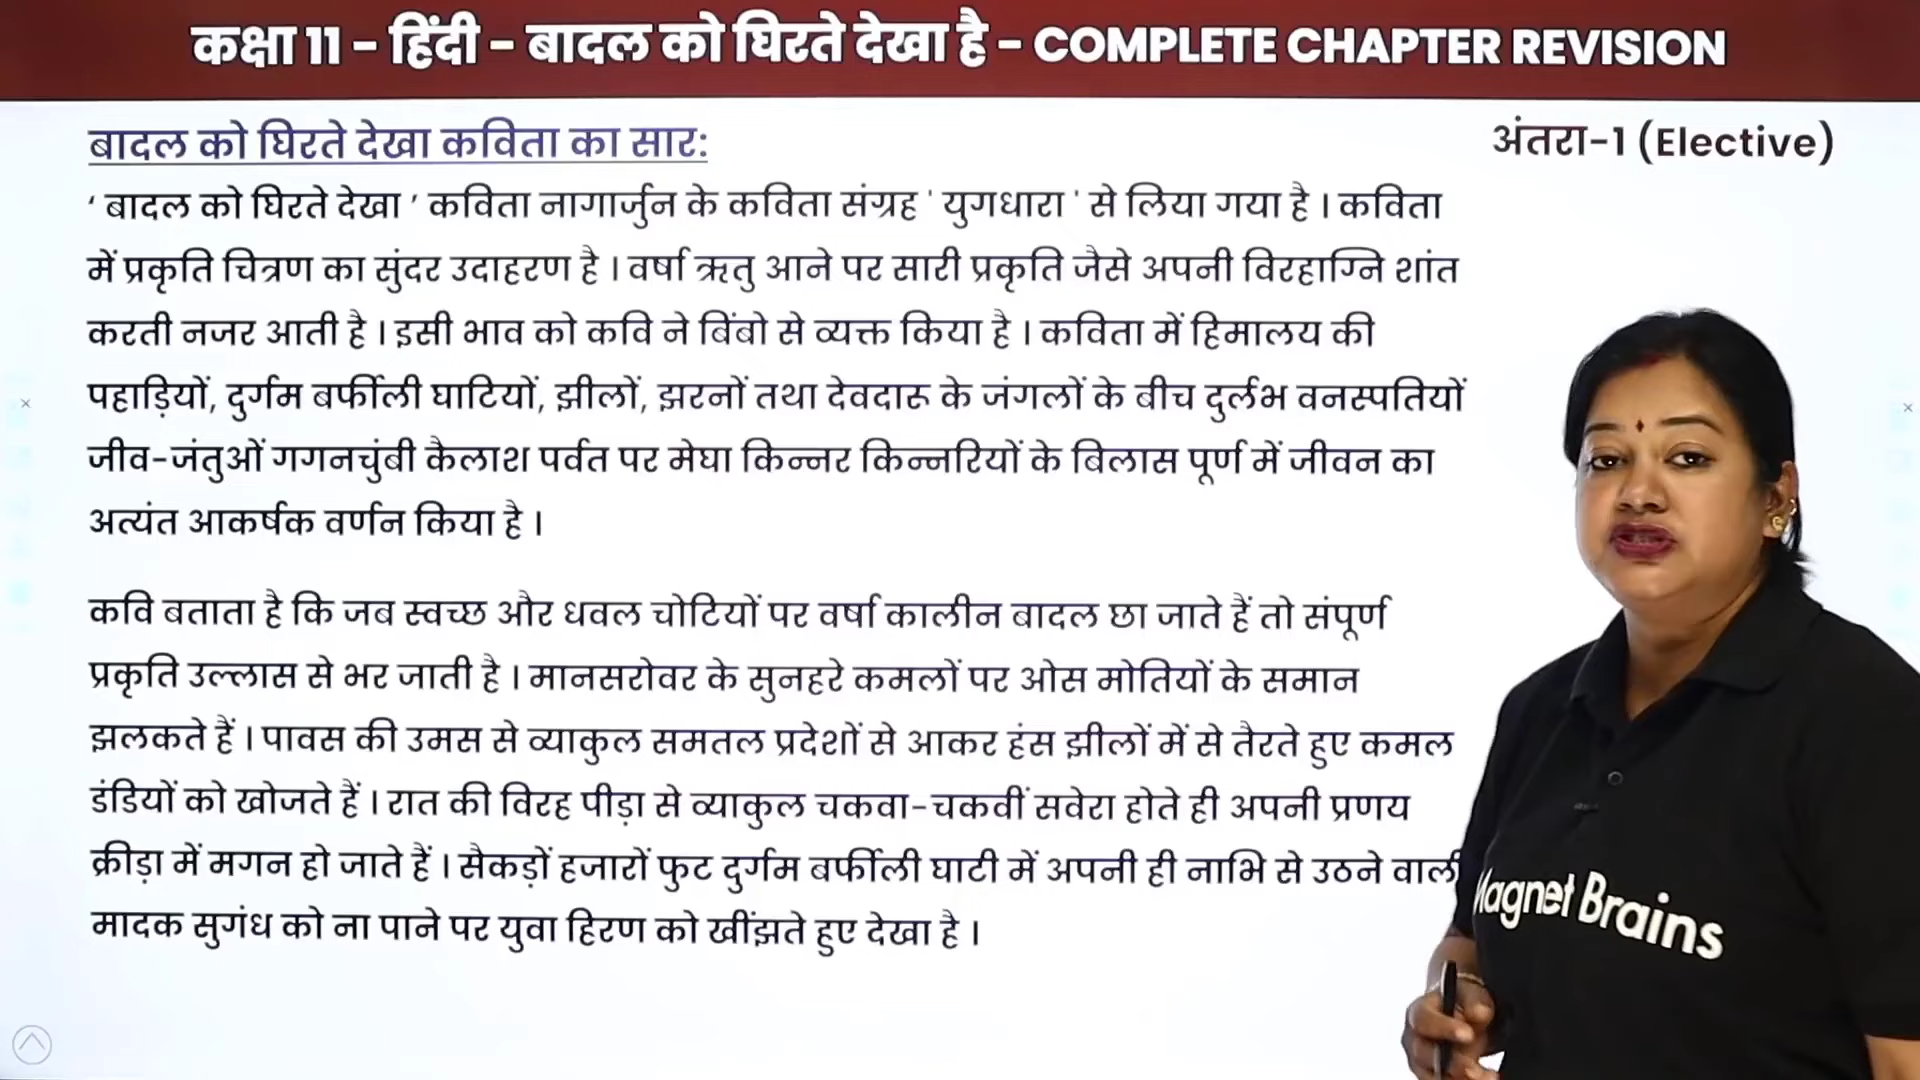 कक्षा 11 - हिंदी - बादल को घिरते देखा है - COMPLETE CHAPTER REVISION
बादल को घिरते देखा कविता का सार:
अंतरा-1 (Elective)
‘ बादल को घिरते देखा ’ कविता नागार्जुन के कविता संग्रह ' युगधारा ' से लिया गया है । कविता
में प्रकृति चित्रण का सुंदर उदाहरण है । वर्षा ऋतु आने पर सारी प्रकृति जैसे अपनी विरहाग्नि शांत
करती नजर आती है । इसी भाव को कवि ने बिंबो से व्यक्त किया है । कविता में हिमालय की
पहाड़ियों, दुर्गम बर्फीली घाटियों, झीलों, झरनों तथा देवदारू के जंगलों के बीच दुर्लभ वनस्पतियों
जीव-जंतुओं गगनचुंबी कैलाश पर्वत पर मेघा किन्नर किन्नरियों के बिलास पूर्ण में जीवन का
अत्यंत आकर्षक वर्णन किया है ।
कवि बताता है कि जब स्वच्छ और धवल चोटियों पर वर्षा कालीन बादल छा जाते हैं तो संपूर्ण
प्रकृति उल्लास से भर जाती है । मानसरोवर के सुनहरे कमलों पर ओस मोतियों के समान
झलकते हैं । पावस की उमस से व्याकुल समतल प्रदेशों से आकर हंस झीलों में से तैरते हुए कमल
डंडियों को खोजते हैं । रात की विरह पीड़ा से व्याकुल चकवा-चकवीं सवेरा होते ही अपनी प्रणय
क्रीड़ा में मगन हो जाते हैं । सैकड़ों हजारों फुट दुर्गम बर्फीली घाटी में अपनी ही नाभि से उठने वाली
मादक सुगंध को ना पाने पर युवा हिरण को खींझते हुए देखा है ।
Magnet Brains